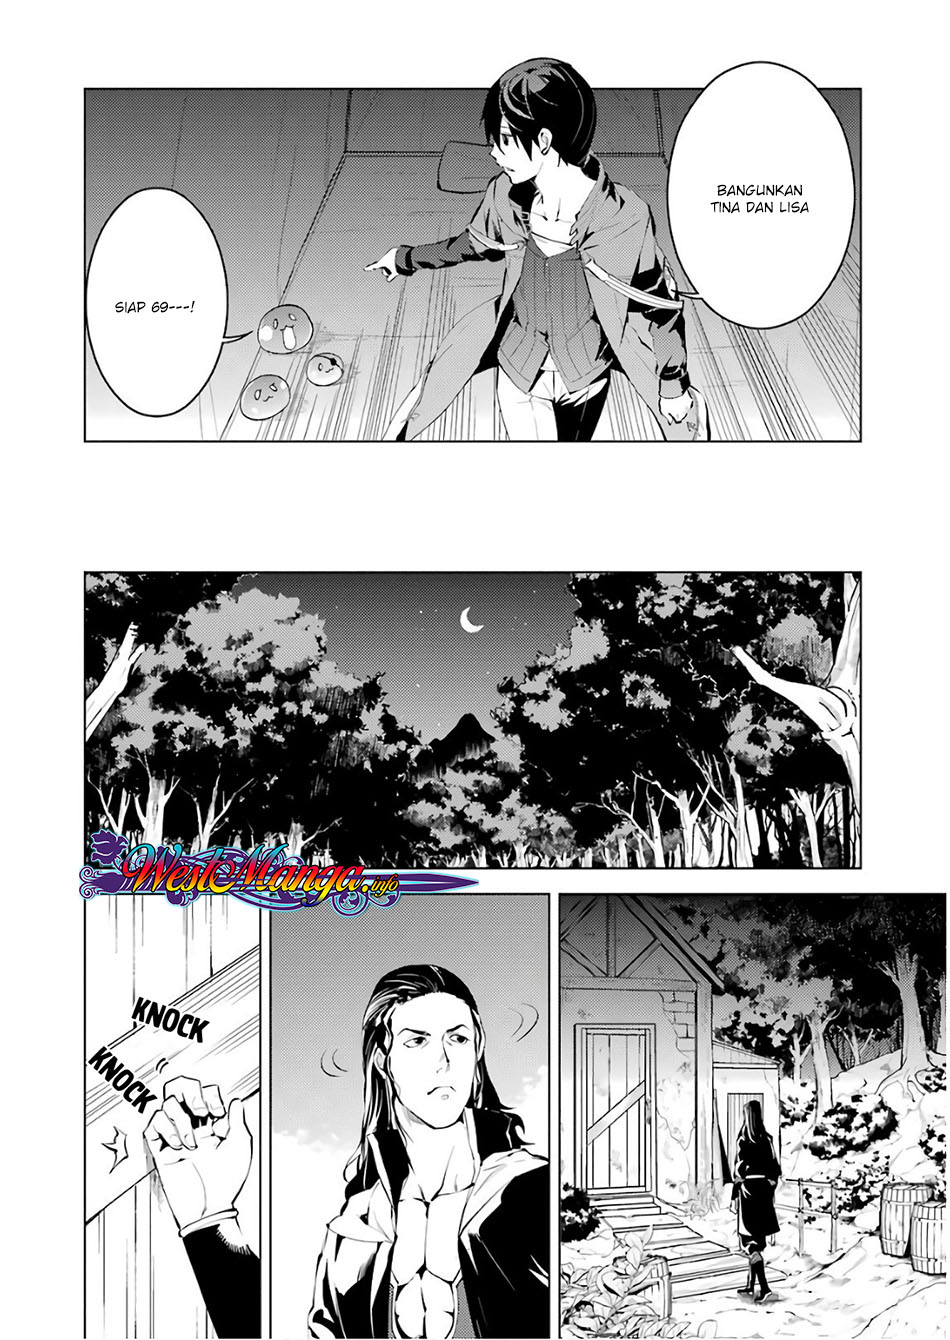 BANGUNKAN
TINA DAN LISA
SIAP 69---!
WestManga.info
KNOCK
KNOCK